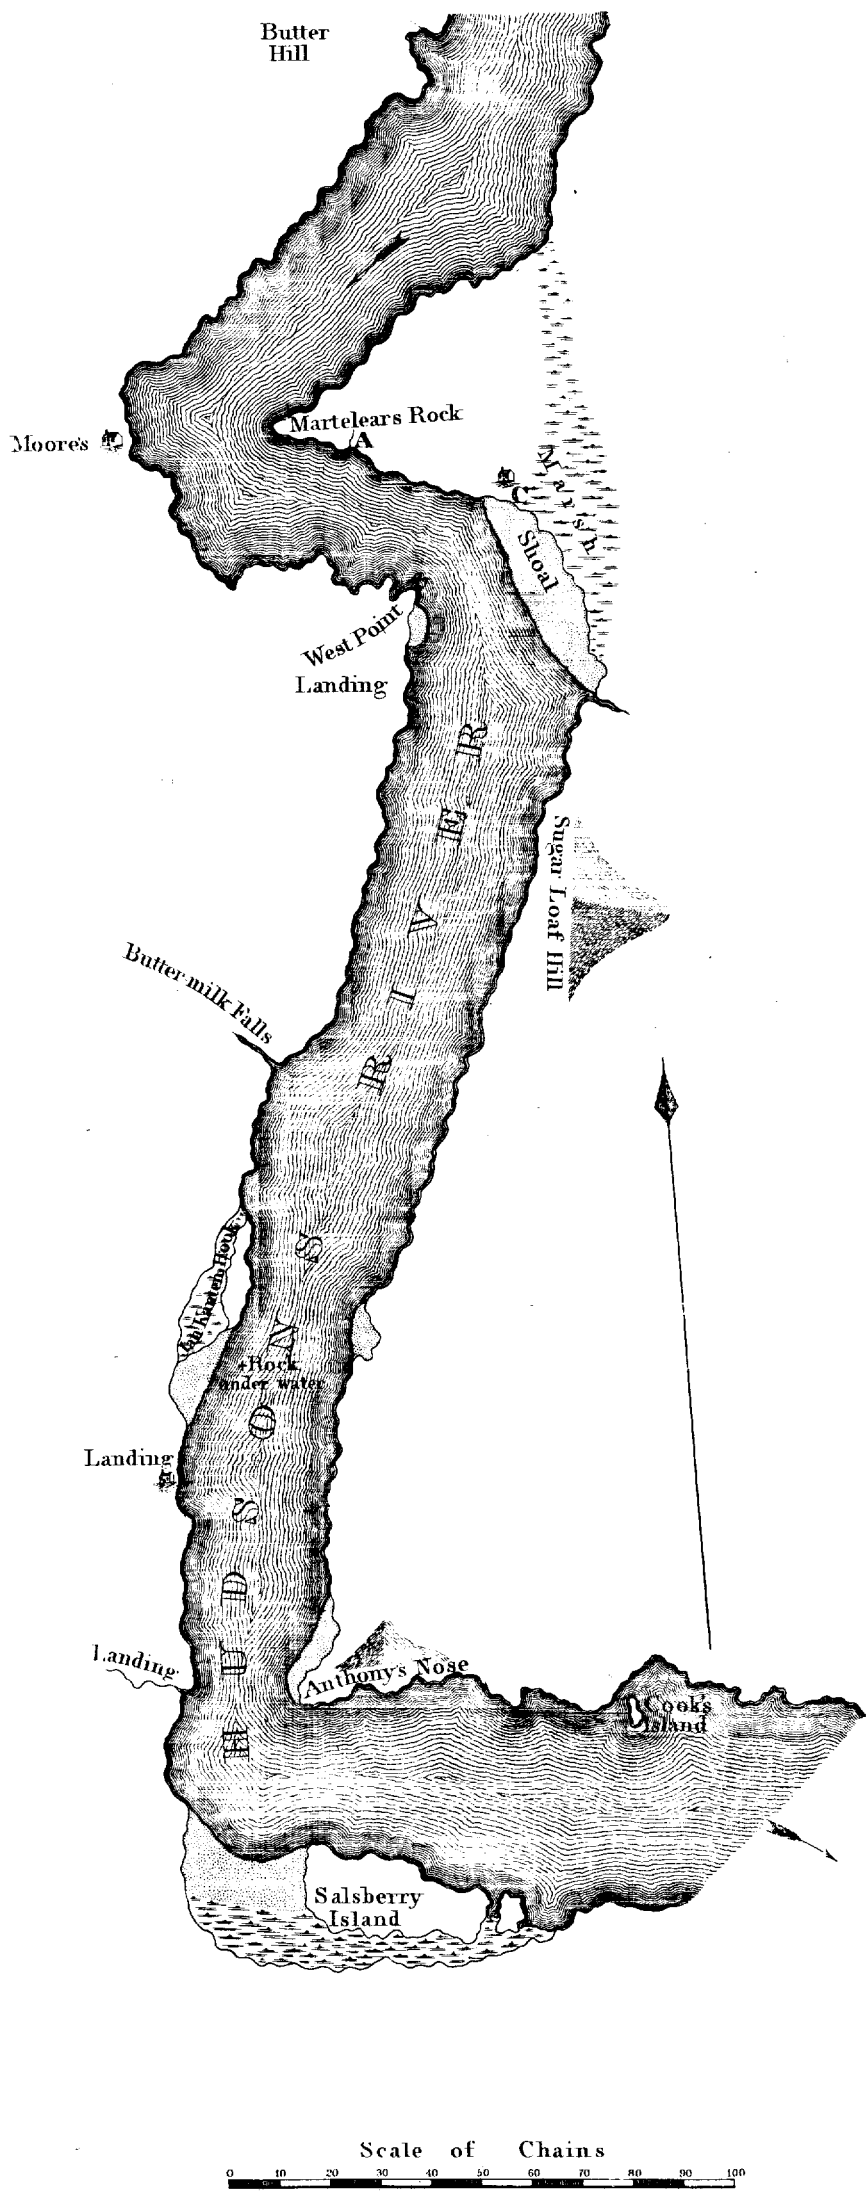 Butter
Hill
Martelears Rock
A
Moore's
C
Marsh
Shoal
West Point
Landing
Sugar Loaf Hill
Butter-milk Falls
HUDSONS RIVER
+Rock
under water
Landing
Landing
Anthony's Nose
Cook's
Island
Salsberry
Island
Scale of Chains
0 10 20 30 40 50 60 70 80 90 100